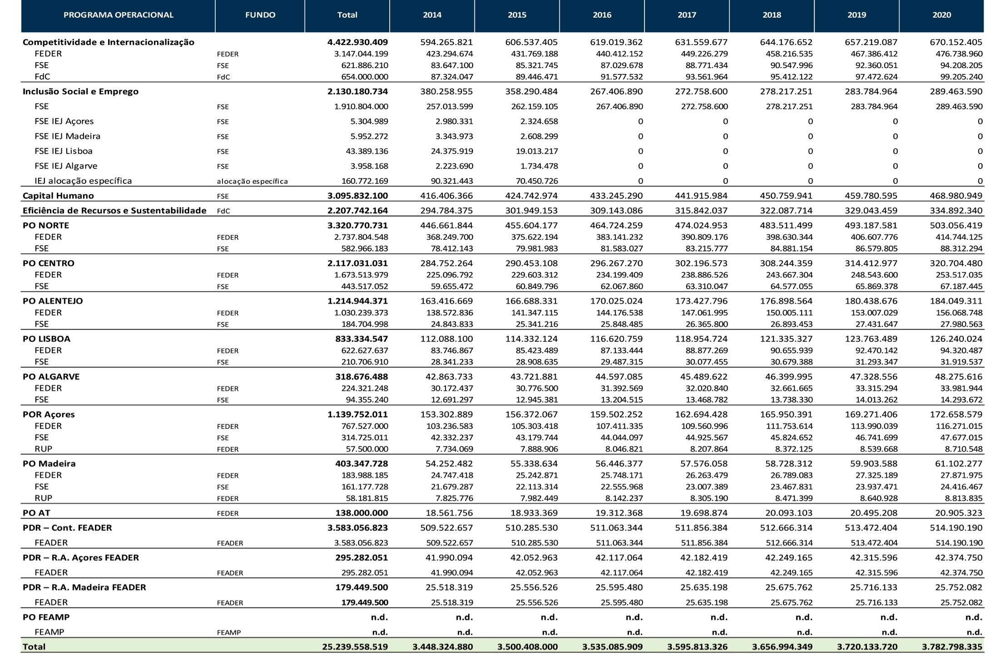 PROGRAMA OPERACIONAL FUNDO Total 2014 2015 2016 2017 2018 2019 2020
Competitividade e Internacionalização 4.422.930.409 594.265.821 606.537.405 619.019.362 631.559.677 644.176.652 657.219.087 670.152.405
FEDER FEDER 3.147.044.199 423.294.674 431.769.188 440.412.152 449.226.279 458.216.535 467.386.412 476.738.960
FSE FSE 621.886.210 83.647.100 85.321.745 87.029.678 88.771.434 90.547.996 92.360.051 94.208.205
FdC FdC 654.000.000 87.324.047 89.446.471 91.577.532 93.561.964 95.412.122 97.472.624 99.205.240
Inclusão Social e Emprego 2.130.180.734 380.258.955 358.290.484 267.406.890 272.758.600 278.217.251 283.784.964 289.463.590
FSE FSE 1.910.804.000 257.013.599 262.159.105 267.406.890 272.758.600 278.217.251 283.784.964 289.463.590
FSE IEJ Açores FSE 5.304.989 2.980.331 2.324.658 0 0 0 0 0
FSE IEJ Madeira FSE 5.952.272 3.343.973 2.608.299 0 0 0 0 0
FSE IEJ Lisboa FSE 43.389.136 24.375.919 19.013.217 0 0 0 0 0
FSE IEJ Algarve FSE 3.958.168 2.223.690 1.734.478 0 0 0 0 0
IEJ alocação específica alocação específica 160.772.169 90.321.443 70.450.726 0 0 0 0 0
Capital Humano FSE 3.095.832.100 416.406.366 424.742.974 433.245.290 441.915.984 450.759.941 459.780.595 468.980.949
Eficiência de Recursos e Sustentabilidade FdC 2.207.742.164 294.784.375 301.949.153 309.143.086 315.842.037 322.087.714 329.043.459 334.892.340
PO NORTE 3.320.770.731 446.661.844 455.604.177 464.724.259 474.024.953 483.511.499 493.187.581 503.056.419
FEDER FEDER 2.737.804.548 368.249.700 375.622.194 383.141.232 390.809.176 398.630.344 406.607.776 414.744.125
FSE FSE 582.966.183 78.412.143 79.981.983 81.583.027 83.215.777 84.881.154 86.579.805 88.312.294
PO CENTRO 2.117.031.031 284.752.264 290.453.108 296.267.270 302.196.573 308.244.359 314.412.977 320.704.480
FEDER FEDER 1.673.513.979 225.096.792 229.603.312 234.199.409 238.886.526 243.667.304 248.543.600 253.517.035
FSE FSE 443.517.052 59.655.472 60.849.796 62.067.860 63.310.047 64.577.055 65.869.378 67.187.445
PO ALENTEJO 1.214.944.371 163.416.669 166.688.331 170.025.024 173.427.796 176.898.564 180.438.676 184.049.311
FEDER FEDER 1.030.239.373 138.572.836 141.347.115 144.176.538 147.061.995 150.005.111 153.007.029 156.068.748
FSE FSE 184.704.998 24.843.833 25.341.216 25.848.485 26.365.800 26.893.453 27.431.647 27.980.563
PO LISBOA 833.334.547 112.088.100 114.332.124 116.620.759 118.954.724 121.335.327 123.763.489 126.240.024
FEDER FEDER 622.627.637 83.746.867 85.423.489 87.133.444 88.877.269 90.655.939 92.470.142 94.320.487
FSE FSE 210.706.910 28.341.233 28.908.635 29.487.315 30.077.455 30.679.388 31.293.347 31.919.537
PO ALGARVE 318.676.488 42.863.733 43.721.881 44.597.085 45.489.622 46.399.995 47.328.556 48.275.616
FEDER FEDER 224.321.248 30.172.437 30.776.500 31.392.569 32.020.840 32.661.665 33.315.294 33.981.944
FSE FSE 94.355.240 12.691.297 12.945.381 13.204.515 13.468.782 13.738.330 14.013.262 14.293.672
POR Açores 1.139.752.011 153.302.889 156.372.067 159.502.252 162.694.428 165.950.391 169.271.406 172.658.579
FEDER FEDER 767.527.000 103.236.583 105.303.418 107.411.335 109.560.996 111.753.614 113.990.039 116.271.015
FSE FSE 314.725.011 42.332.237 43.179.744 44.044.097 44.925.567 45.824.652 46.741.699 47.677.015
RUP FEDER 57.500.000 7.734.069 7.888.906 8.046.821 8.207.864 8.372.125 8.539.668 8.710.548
PO Madeira 403.347.728 54.252.482 55.338.634 56.446.377 57.576.058 58.728.312 59.903.588 61.102.277
FEDER FEDER 183.988.185 24.747.418 25.242.871 25.748.171 26.263.479 26.789.083 27.325.189 27.871.975
FSE FSE 161.177.728 21.679.287 22.113.314 22.555.968 23.007.389 23.467.831 23.937.471 24.416.467
RUP FEDER 58.181.815 7.825.776 7.982.449 8.142.237 8.305.190 8.471.399 8.640.928 8.813.835
PO AT FEDER 138.000.000 18.561.756 18.933.369 19.312.368 19.698.874 20.093.103 20.495.208 20.905.323
PDR – Cont. FEADER 3.583.056.823 509.522.657 510.285.530 511.063.344 511.856.384 512.666.314 513.472.404 514.190.190
FEADER FEADER 3.583.056.823 509.522.657 510.285.530 511.063.344 511.856.384 512.666.314 513.472.404 514.190.190
PDR – R.A. Açores FEADER 295.282.051 41.990.094 42.052.963 42.117.064 42.182.419 42.249.165 42.315.596 42.374.750
FEADER FEADER 295.282.051 41.990.094 42.052.963 42.117.064 42.182.419 42.249.165 42.315.596 42.374.750
PDR – R.A. Madeira FEADER 179.449.500 25.518.319 25.556.526 25.595.480 25.635.198 25.675.762 25.716.133 25.752.082
FEADER FEADER 179.449.500 25.518.319 25.556.526 25.595.480 25.635.198 25.675.762 25.716.133 25.752.082
PO FEAMP n.d. n.d. n.d. n.d. n.d. n.d. n.d. n.d.
FEAMP FEAMP n.d. n.d. n.d. n.d. n.d. n.d. n.d. n.d.
Total 25.239.558.519 3.448.324.880 3.500.408.000 3.535.085.909 3.595.813.326 3.656.994.349 3.720.133.720 3.782.798.335